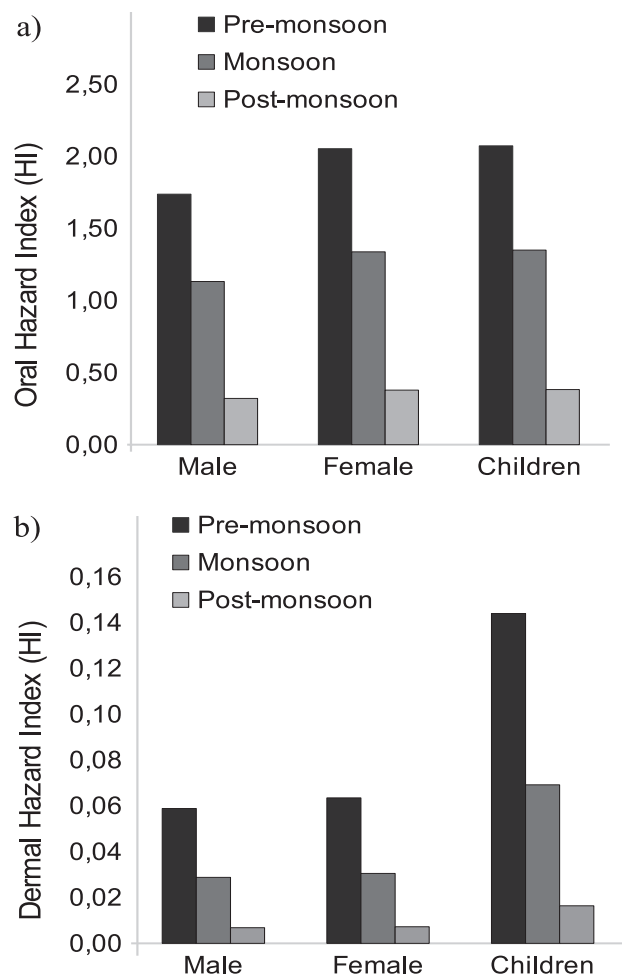 a)
Pre-monsoon
Monsoon
Post-monsoon
Oral Hazard Index (HI)
2,50
2,00
1,50
1,00
0,50
0,00
Male Female Children
b)
Pre-monsoon
Monsoon
Post-monsoon
Dermal Hazard Index (HI)
0,16
0,14
0,12
0,10
0,08
0,06
0,04
0,02
0,00
Male Female Children